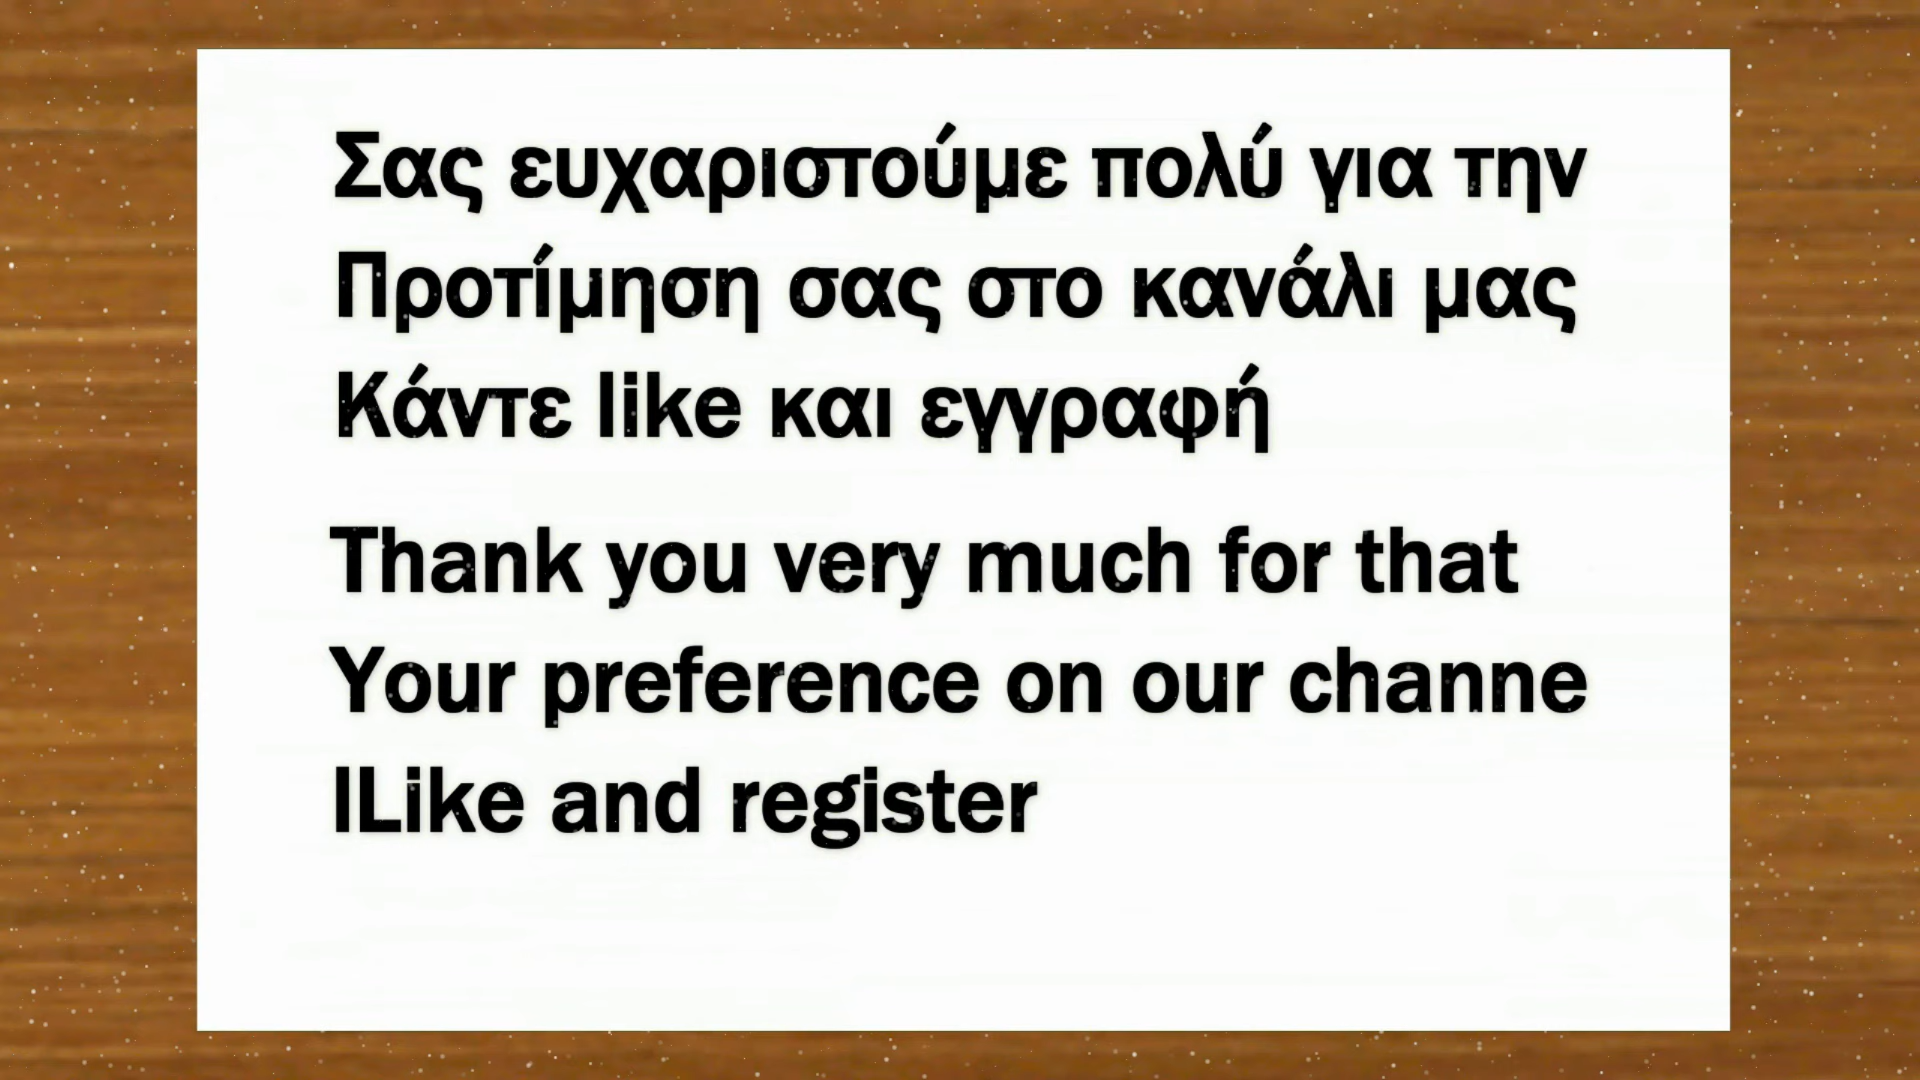 Σας ευχαριστούμε πολύ για την
Προτίμηση σας στο κανάλι μας
Κάντε like και εγγραφή
Thank you very much for that
Your preference on our channe
lLike and register